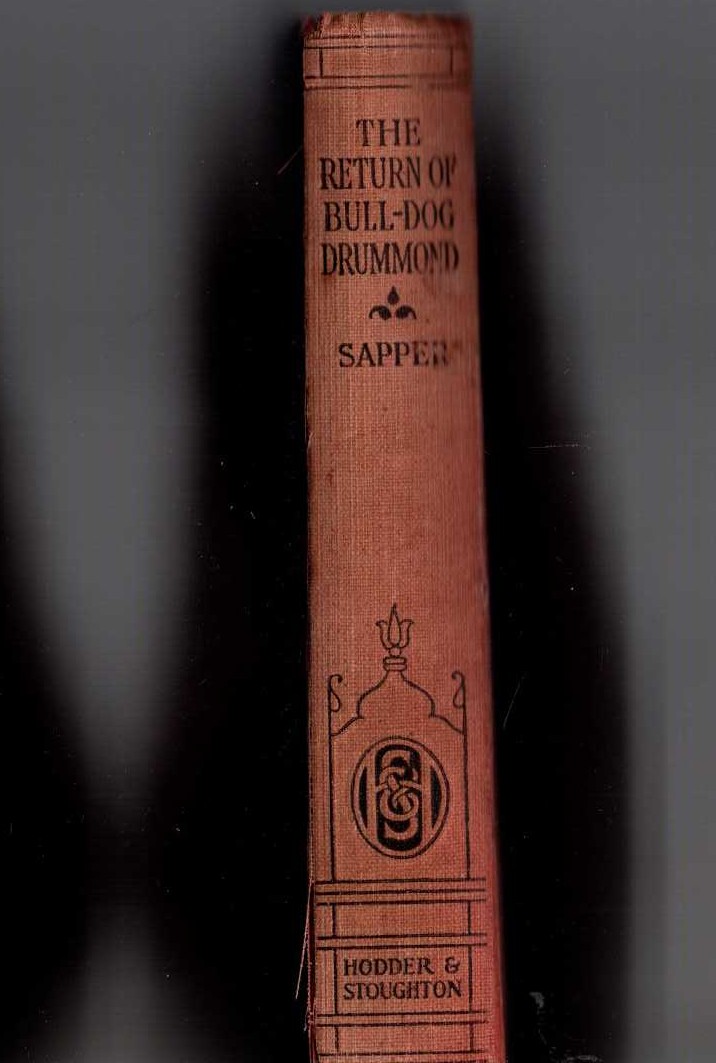 THE
RETURN OF
BULL-DOG
DRUMMOND
SAPPER
H&S
HODDER &
STOUGHTON